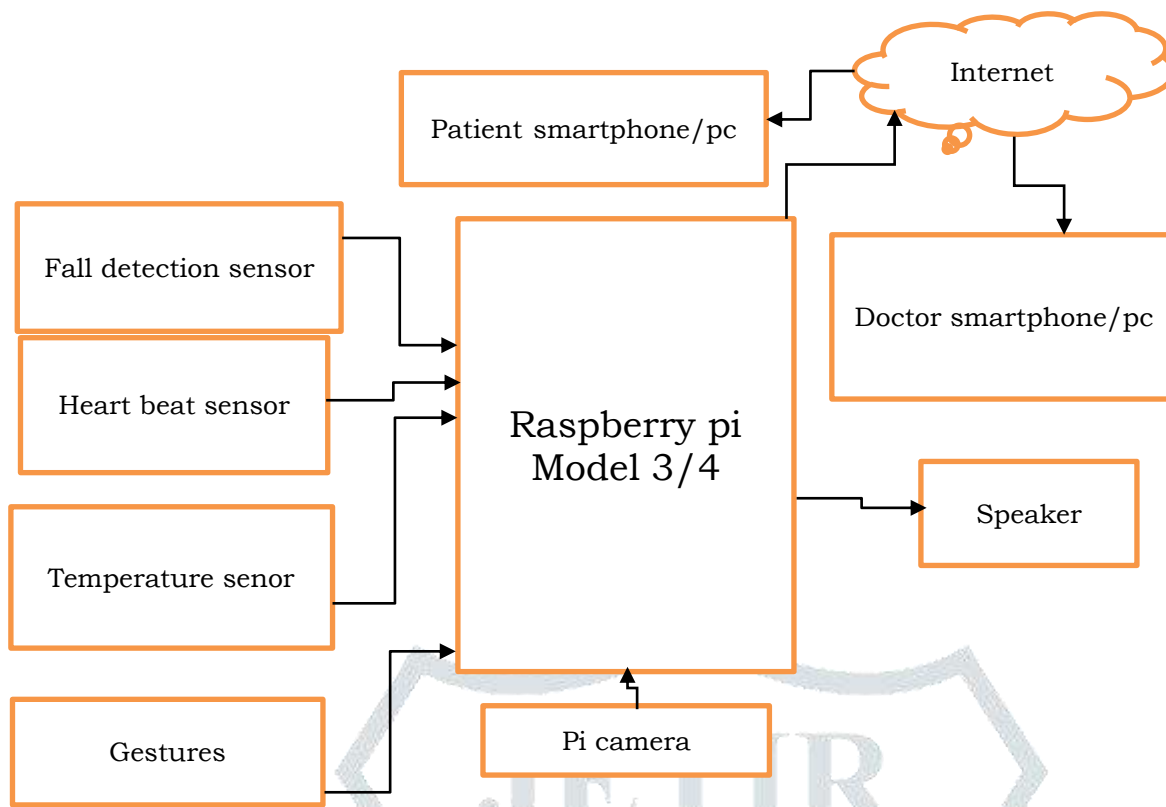 Internet
Patient smartphone/pc
Fall detection sensor
Doctor smartphone/pc
Heart beat sensor
Raspberry pi
Model 3/4
Speaker
Temperature senor
Gestures
Pi camera
JETIR